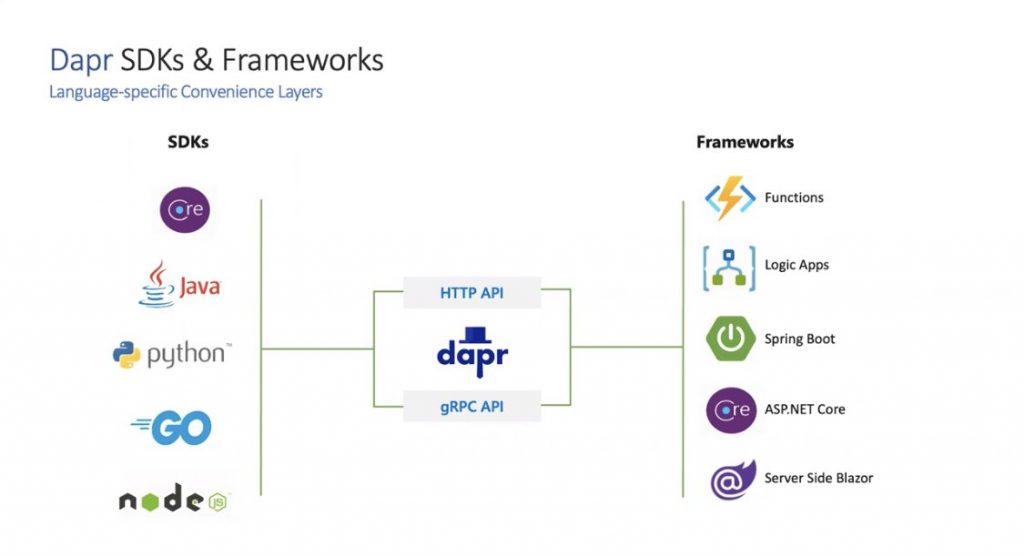 Dapr SDKs & Frameworks
Language-specific Convenience Layers
SDKs
Core
Java
python™
GO
node JS
HTTP API
dapr
gRPC API
Frameworks
Functions
Logic Apps
Spring Boot
Core
ASP.NET Core
@
Server Side Blazor